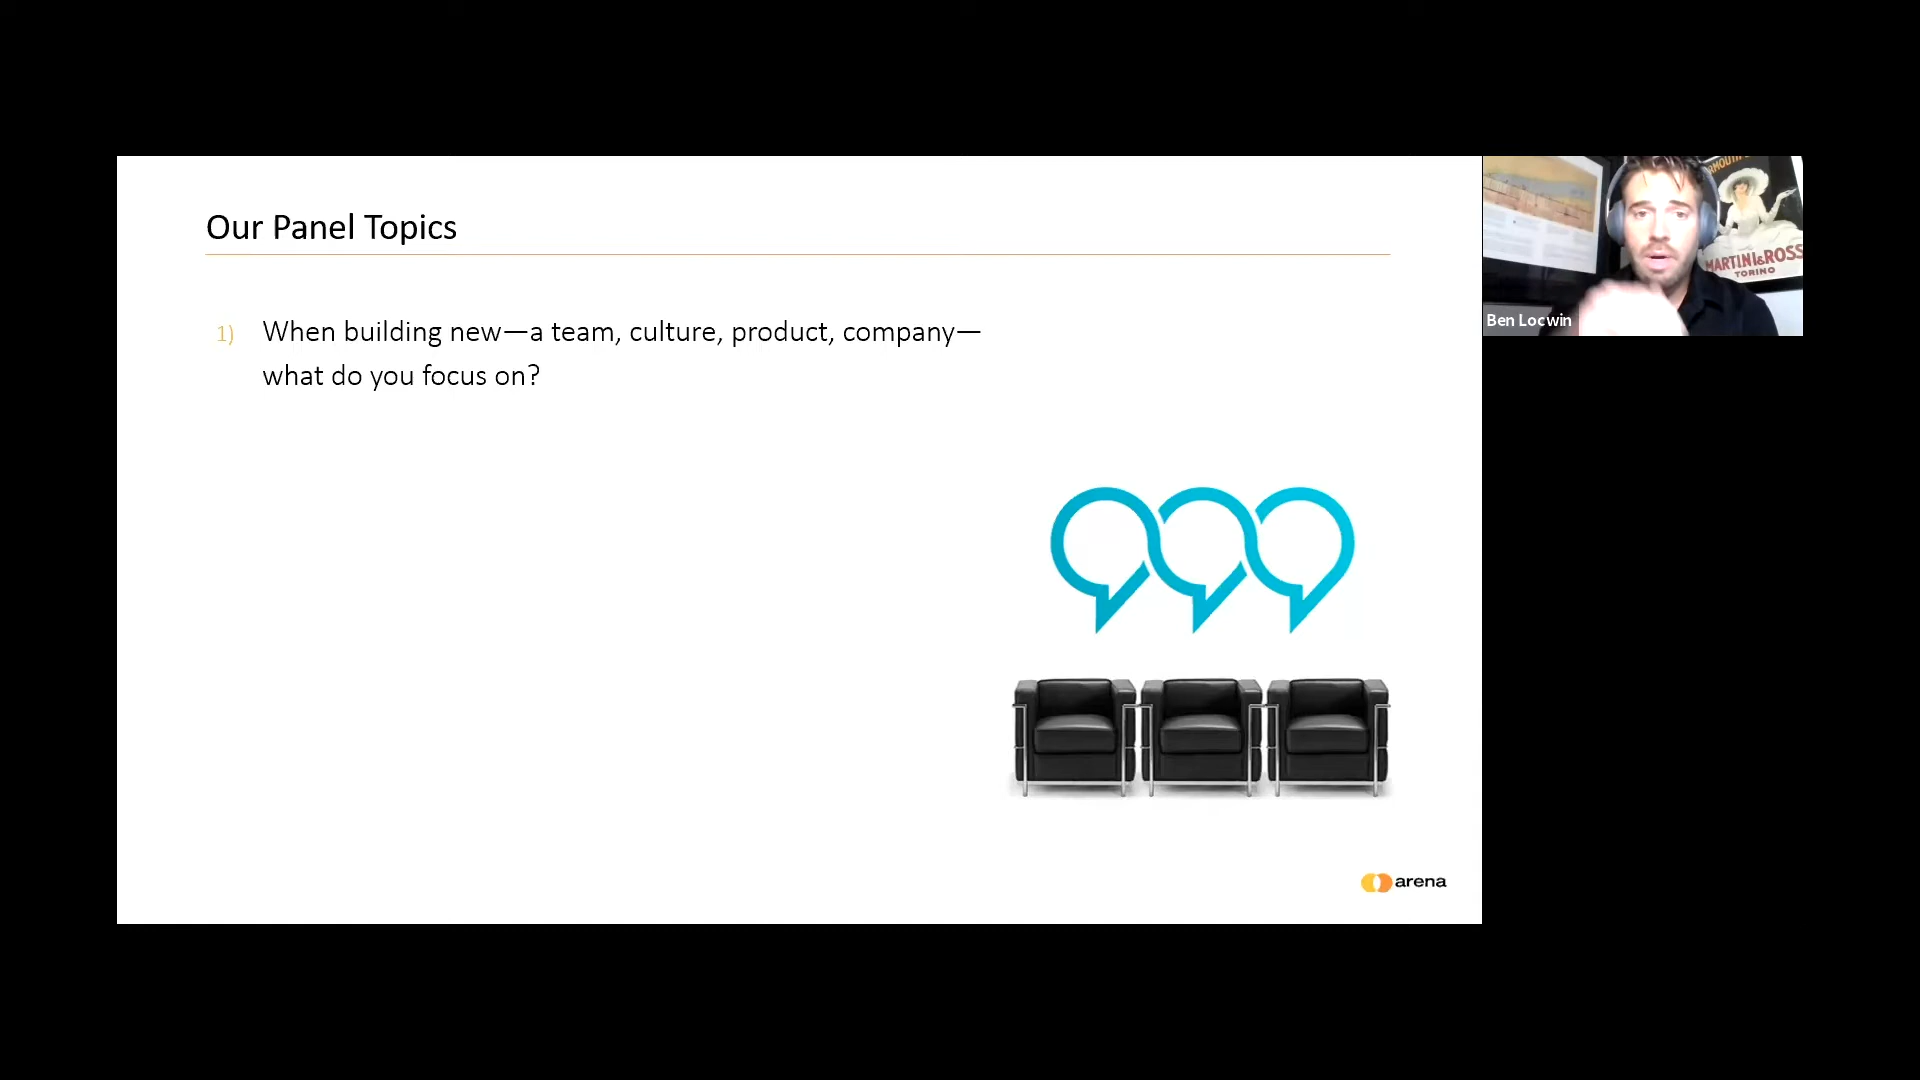 Our Panel Topics
1) When building new—a team, culture, product, company—
what do you focus on?
arena
MARTINI & ROSS
TORINO
Ben Locwin